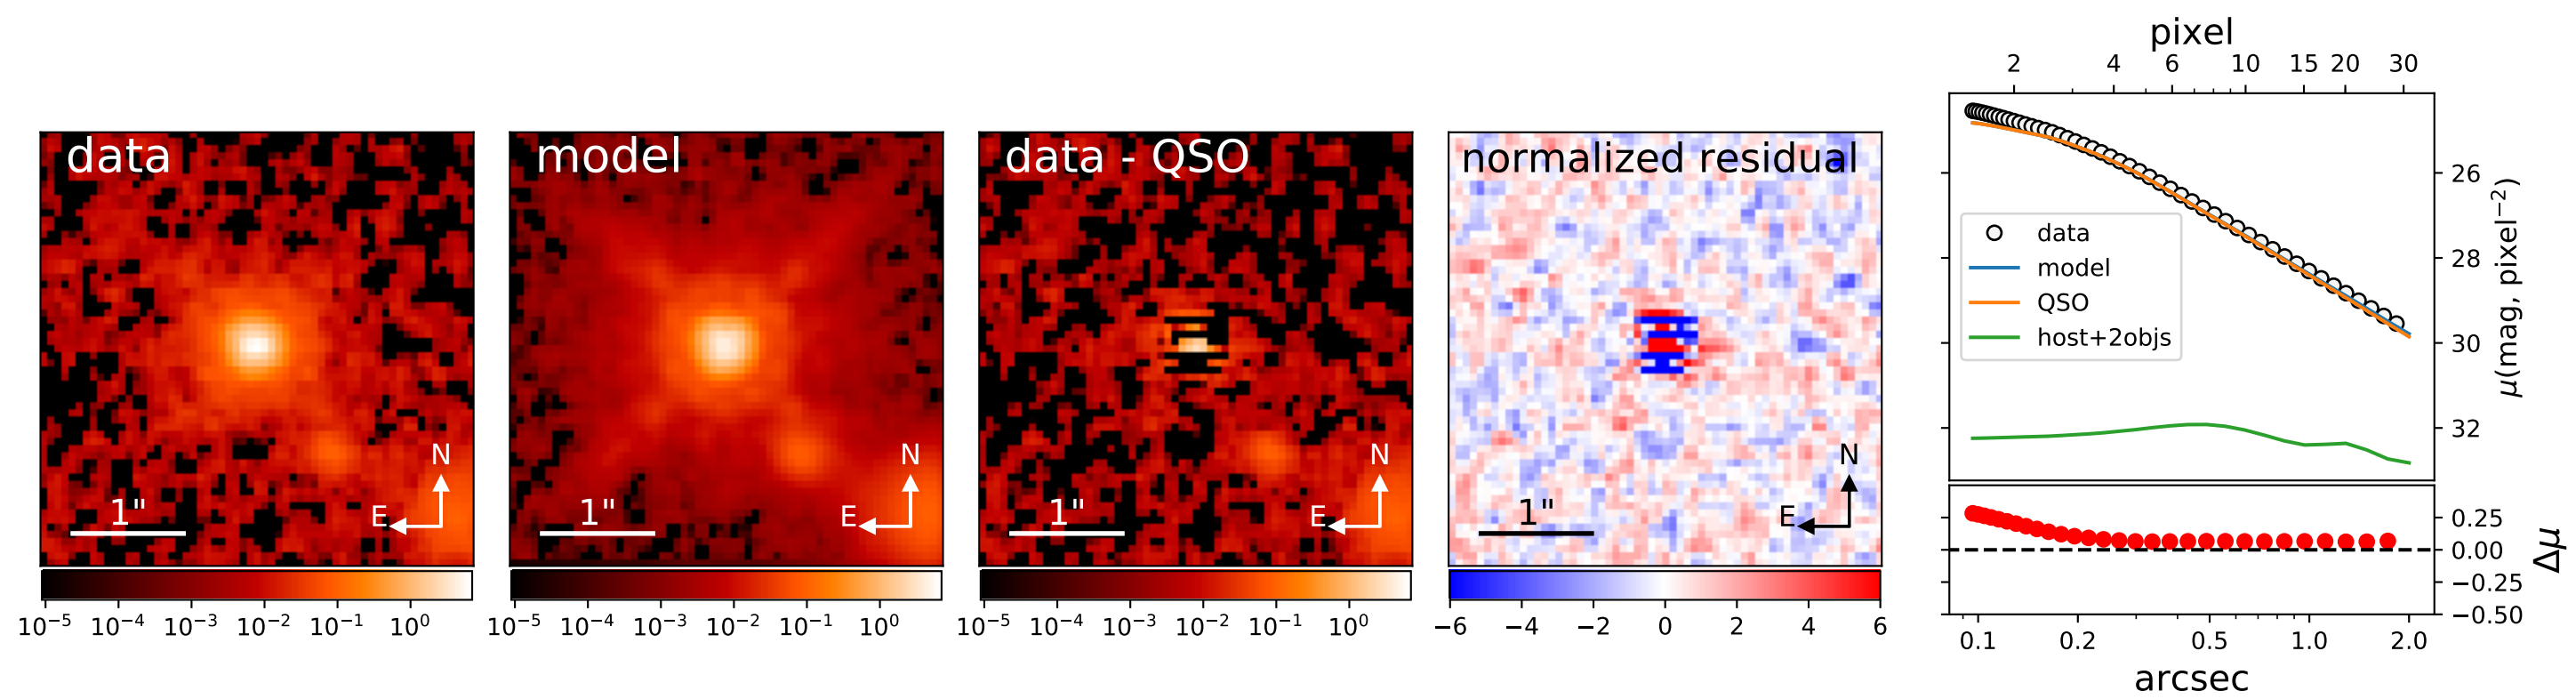 data
N
E
1"
10⁻⁵ 10⁻⁴ 10⁻³ 10⁻² 10⁻¹ 10⁰
model
N
E
1"
10⁻⁵ 10⁻⁴ 10⁻³ 10⁻² 10⁻¹ 10⁰
data - QSO
N
E
1"
10⁻⁵ 10⁻⁴ 10⁻³ 10⁻² 10⁻¹ 10⁰
normalized residual
N
E
1"
−6 −4 −2 0 2 4 6
pixel
2 4 6 10 15 20 30
data
model
QSO
host+2objs
26
28
30
32
μ(mag, pixel⁻²)
0.25
0.00
−0.25
−0.50
Δμ
0.1 0.2 0.5 1.0 2.0
arcsec